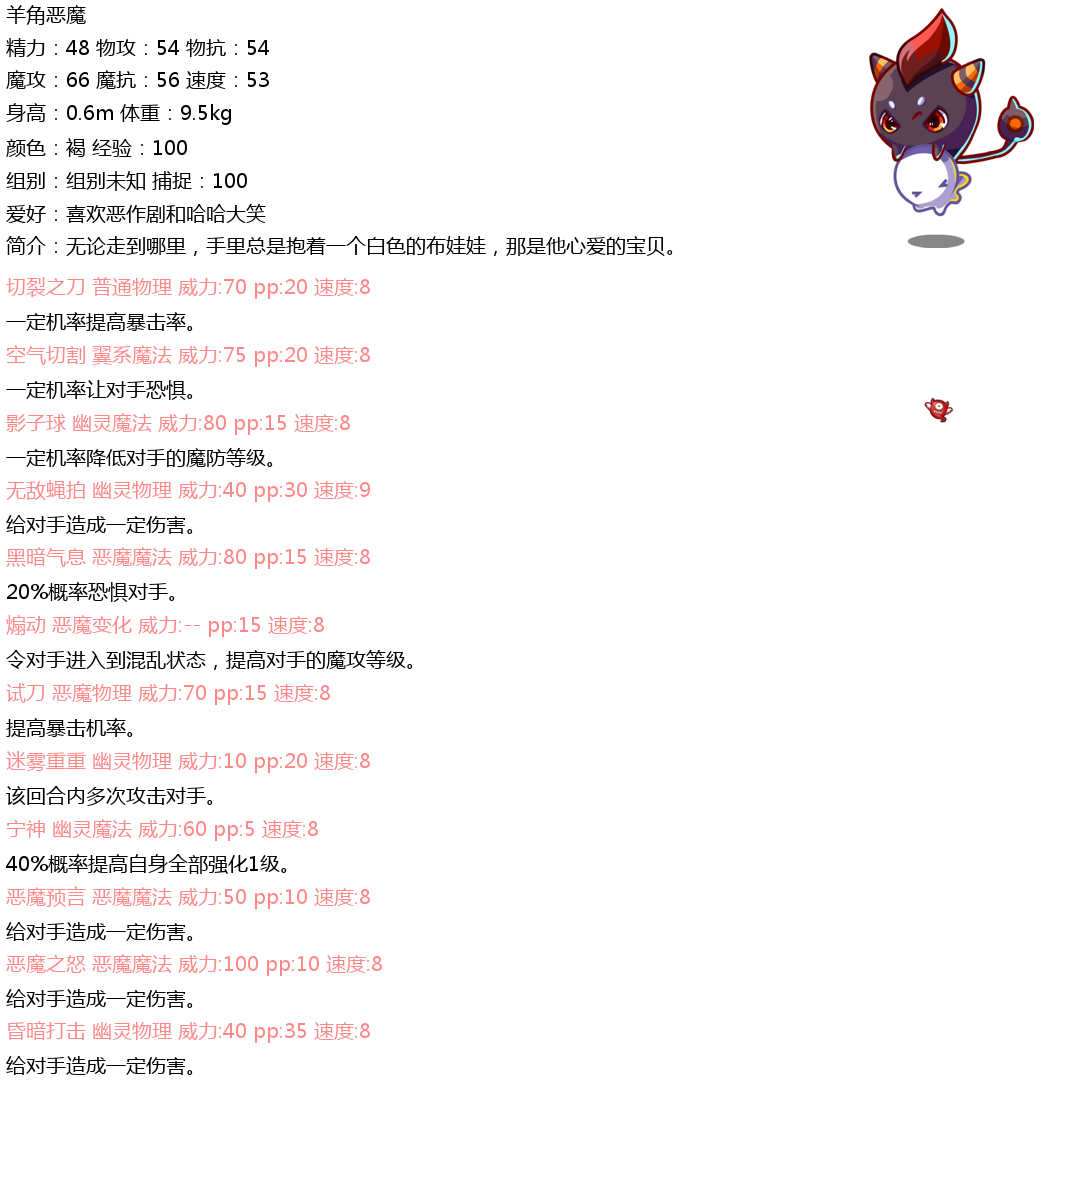 羊角恶魔
精力：48 物攻：54 物抗：54
魔攻：66 魔抗：56 速度：53
身高：0.6m 体重：9.5kg
颜色：褐 经验：100
组别：组别未知 捕捉：100
爱好：喜欢恶作剧和哈哈大笑
简介：无论走到哪里，手里总是抱着一个白色的布娃娃，那是他心爱的宝贝。
切裂之刀 普通物理 威力:70 pp:20 速度:8
一定机率提高暴击率。
空气切割 翼系魔法 威力:75 pp:20 速度:8
一定机率让对手恐惧。
影子球 幽灵魔法 威力:80 pp:15 速度:8
一定机率降低对手的魔防等级。
无敌蝇拍 幽灵物理 威力:40 pp:30 速度:9
给对手造成一定伤害。
黑暗气息 恶魔魔法 威力:80 pp:15 速度:8
20%概率恐惧对手。
煽动 恶魔变化 威力:-- pp:15 速度:8
令对手进入到混乱状态，提高对手的魔攻等级。
试刀 恶魔物理 威力:70 pp:15 速度:8
提高暴击机率。
迷雾重重 幽灵物理 威力:10 pp:20 速度:8
该回合内多次攻击对手。
宁神 幽灵魔法 威力:60 pp:5 速度:8
40%概率提高自身全部强化1级。
恶魔预言 恶魔魔法 威力:50 pp:10 速度:8
给对手造成一定伤害。
恶魔之怒 恶魔魔法 威力:100 pp:10 速度:8
给对手造成一定伤害。
昏暗打击 幽灵物理 威力:40 pp:35 速度:8
给对手造成一定伤害。